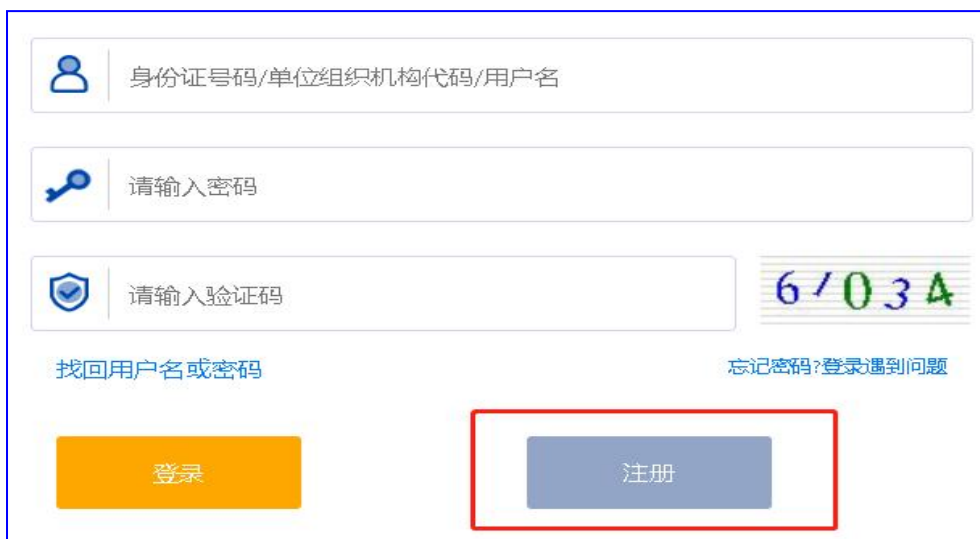 身份证号码/单位组织机构代码/用户名
请输入密码
请输入验证码
找回用户名或密码
忘记密码?登录遇到问题
登录
注册